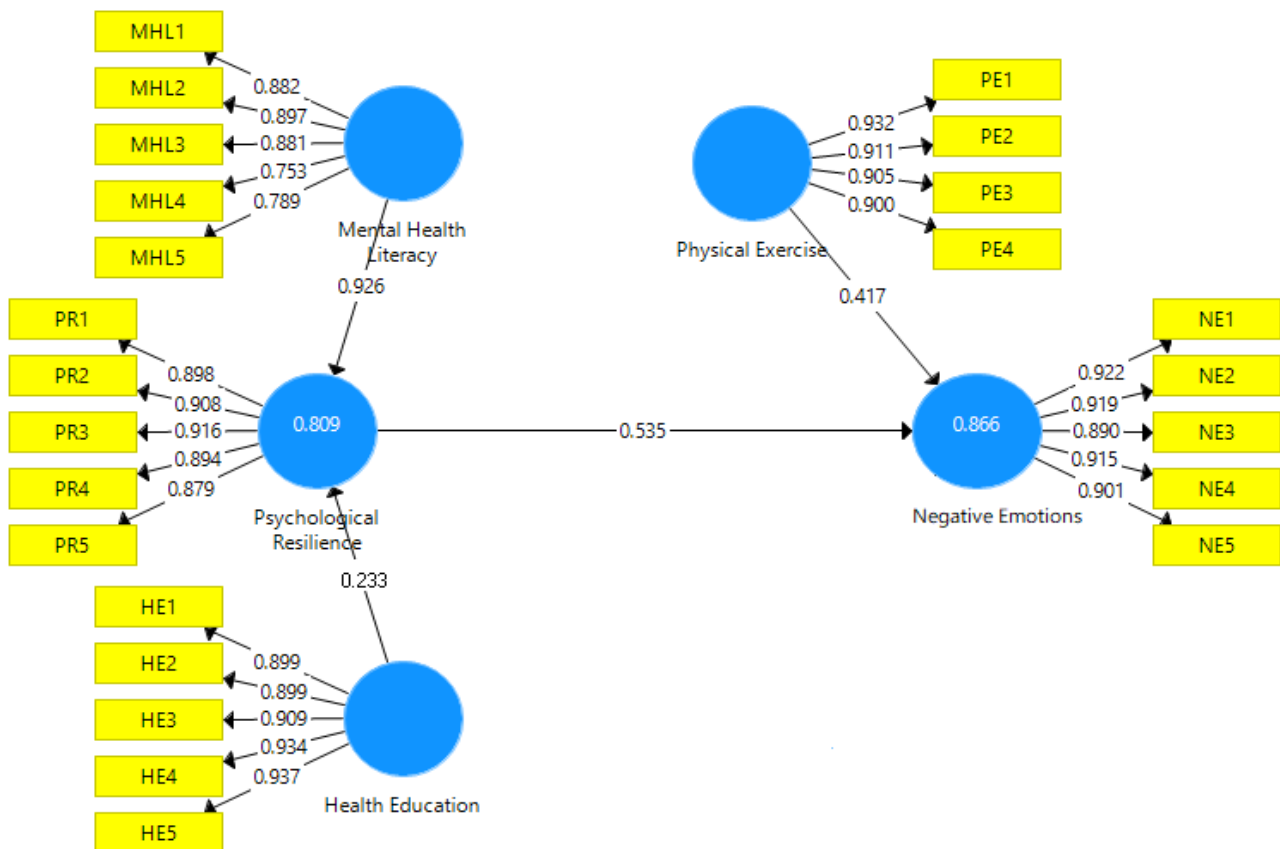 MHL1
MHL2
MHL3
MHL4
MHL5
0.882
0.897
0.881
0.753
0.789
Mental Health
Literacy
0.926
PE1
PE2
PE3
PE4
0.932
0.911
0.905
0.900
Physical Exercise
0.417
PR1
PR2
PR3
PR4
PR5
0.898
0.908
0.916
0.894
0.879
0.809
Psychological
Resilience
0.535
NE1
NE2
NE3
NE4
NE5
0.922
0.919
0.890
0.915
0.901
0.866
Negative Emotions
0.233
HE1
HE2
HE3
HE4
HE5
0.899
0.899
0.909
0.934
0.937
Health Education